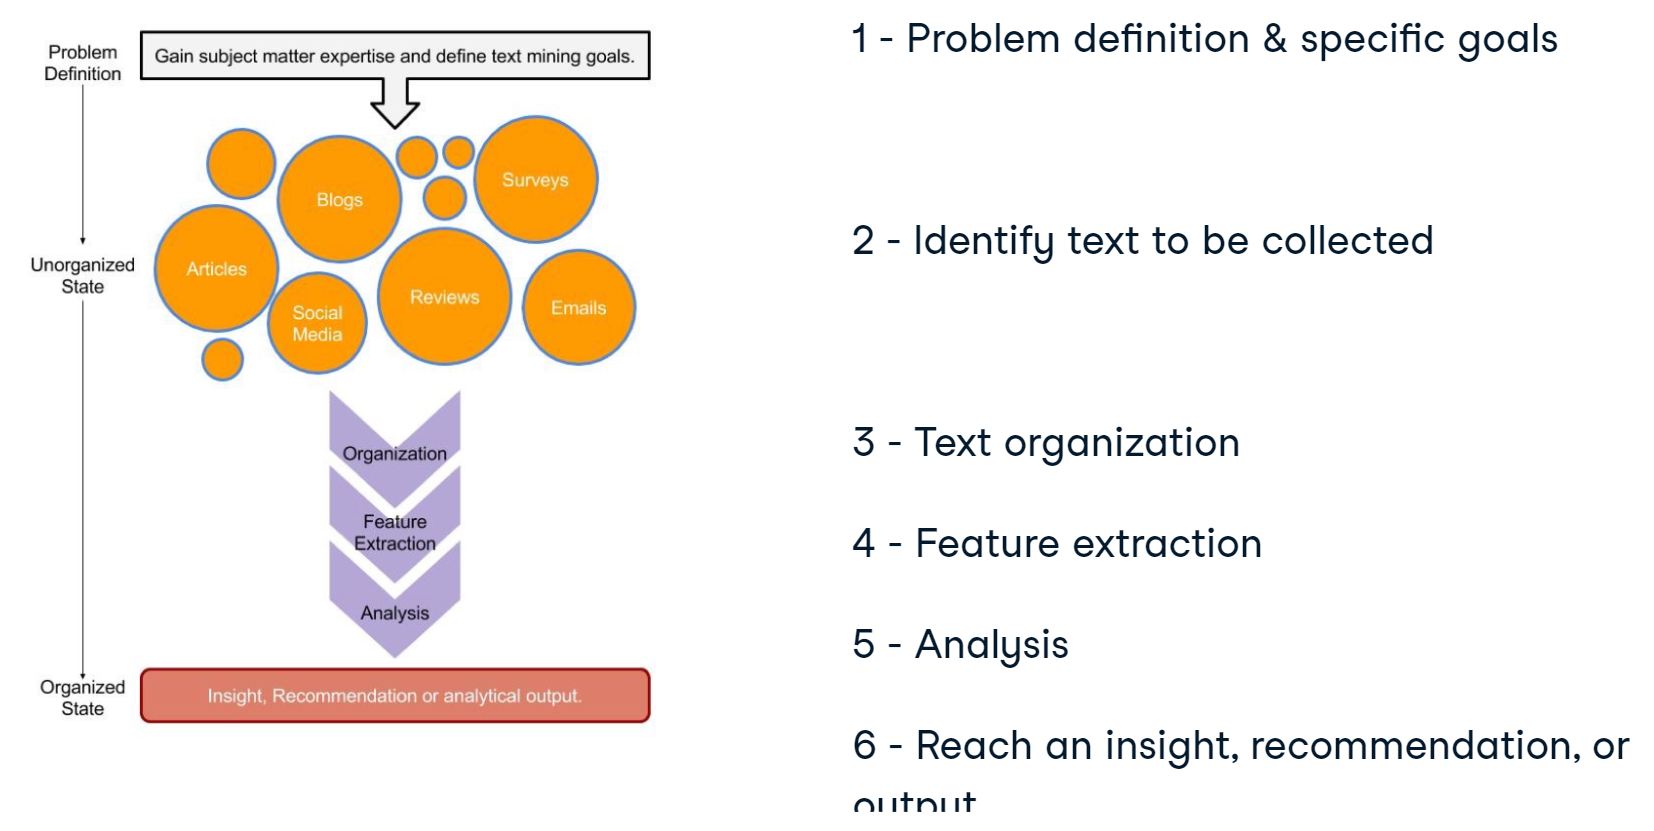 Problem
Definition
Gain subject matter expertise and define text mining goals.
Blogs
Surveys
Articles
Unorganized
State
Social
Media
Reviews
Emails
Organization
Feature
Extraction
Analysis
Organized
State
Insight, Recommendation or analytical output.
1 - Problem definition & specific goals
2 - Identify text to be collected
3 - Text organization
4 - Feature extraction
5 - Analysis
6 - Reach an insight, recommendation, or
output